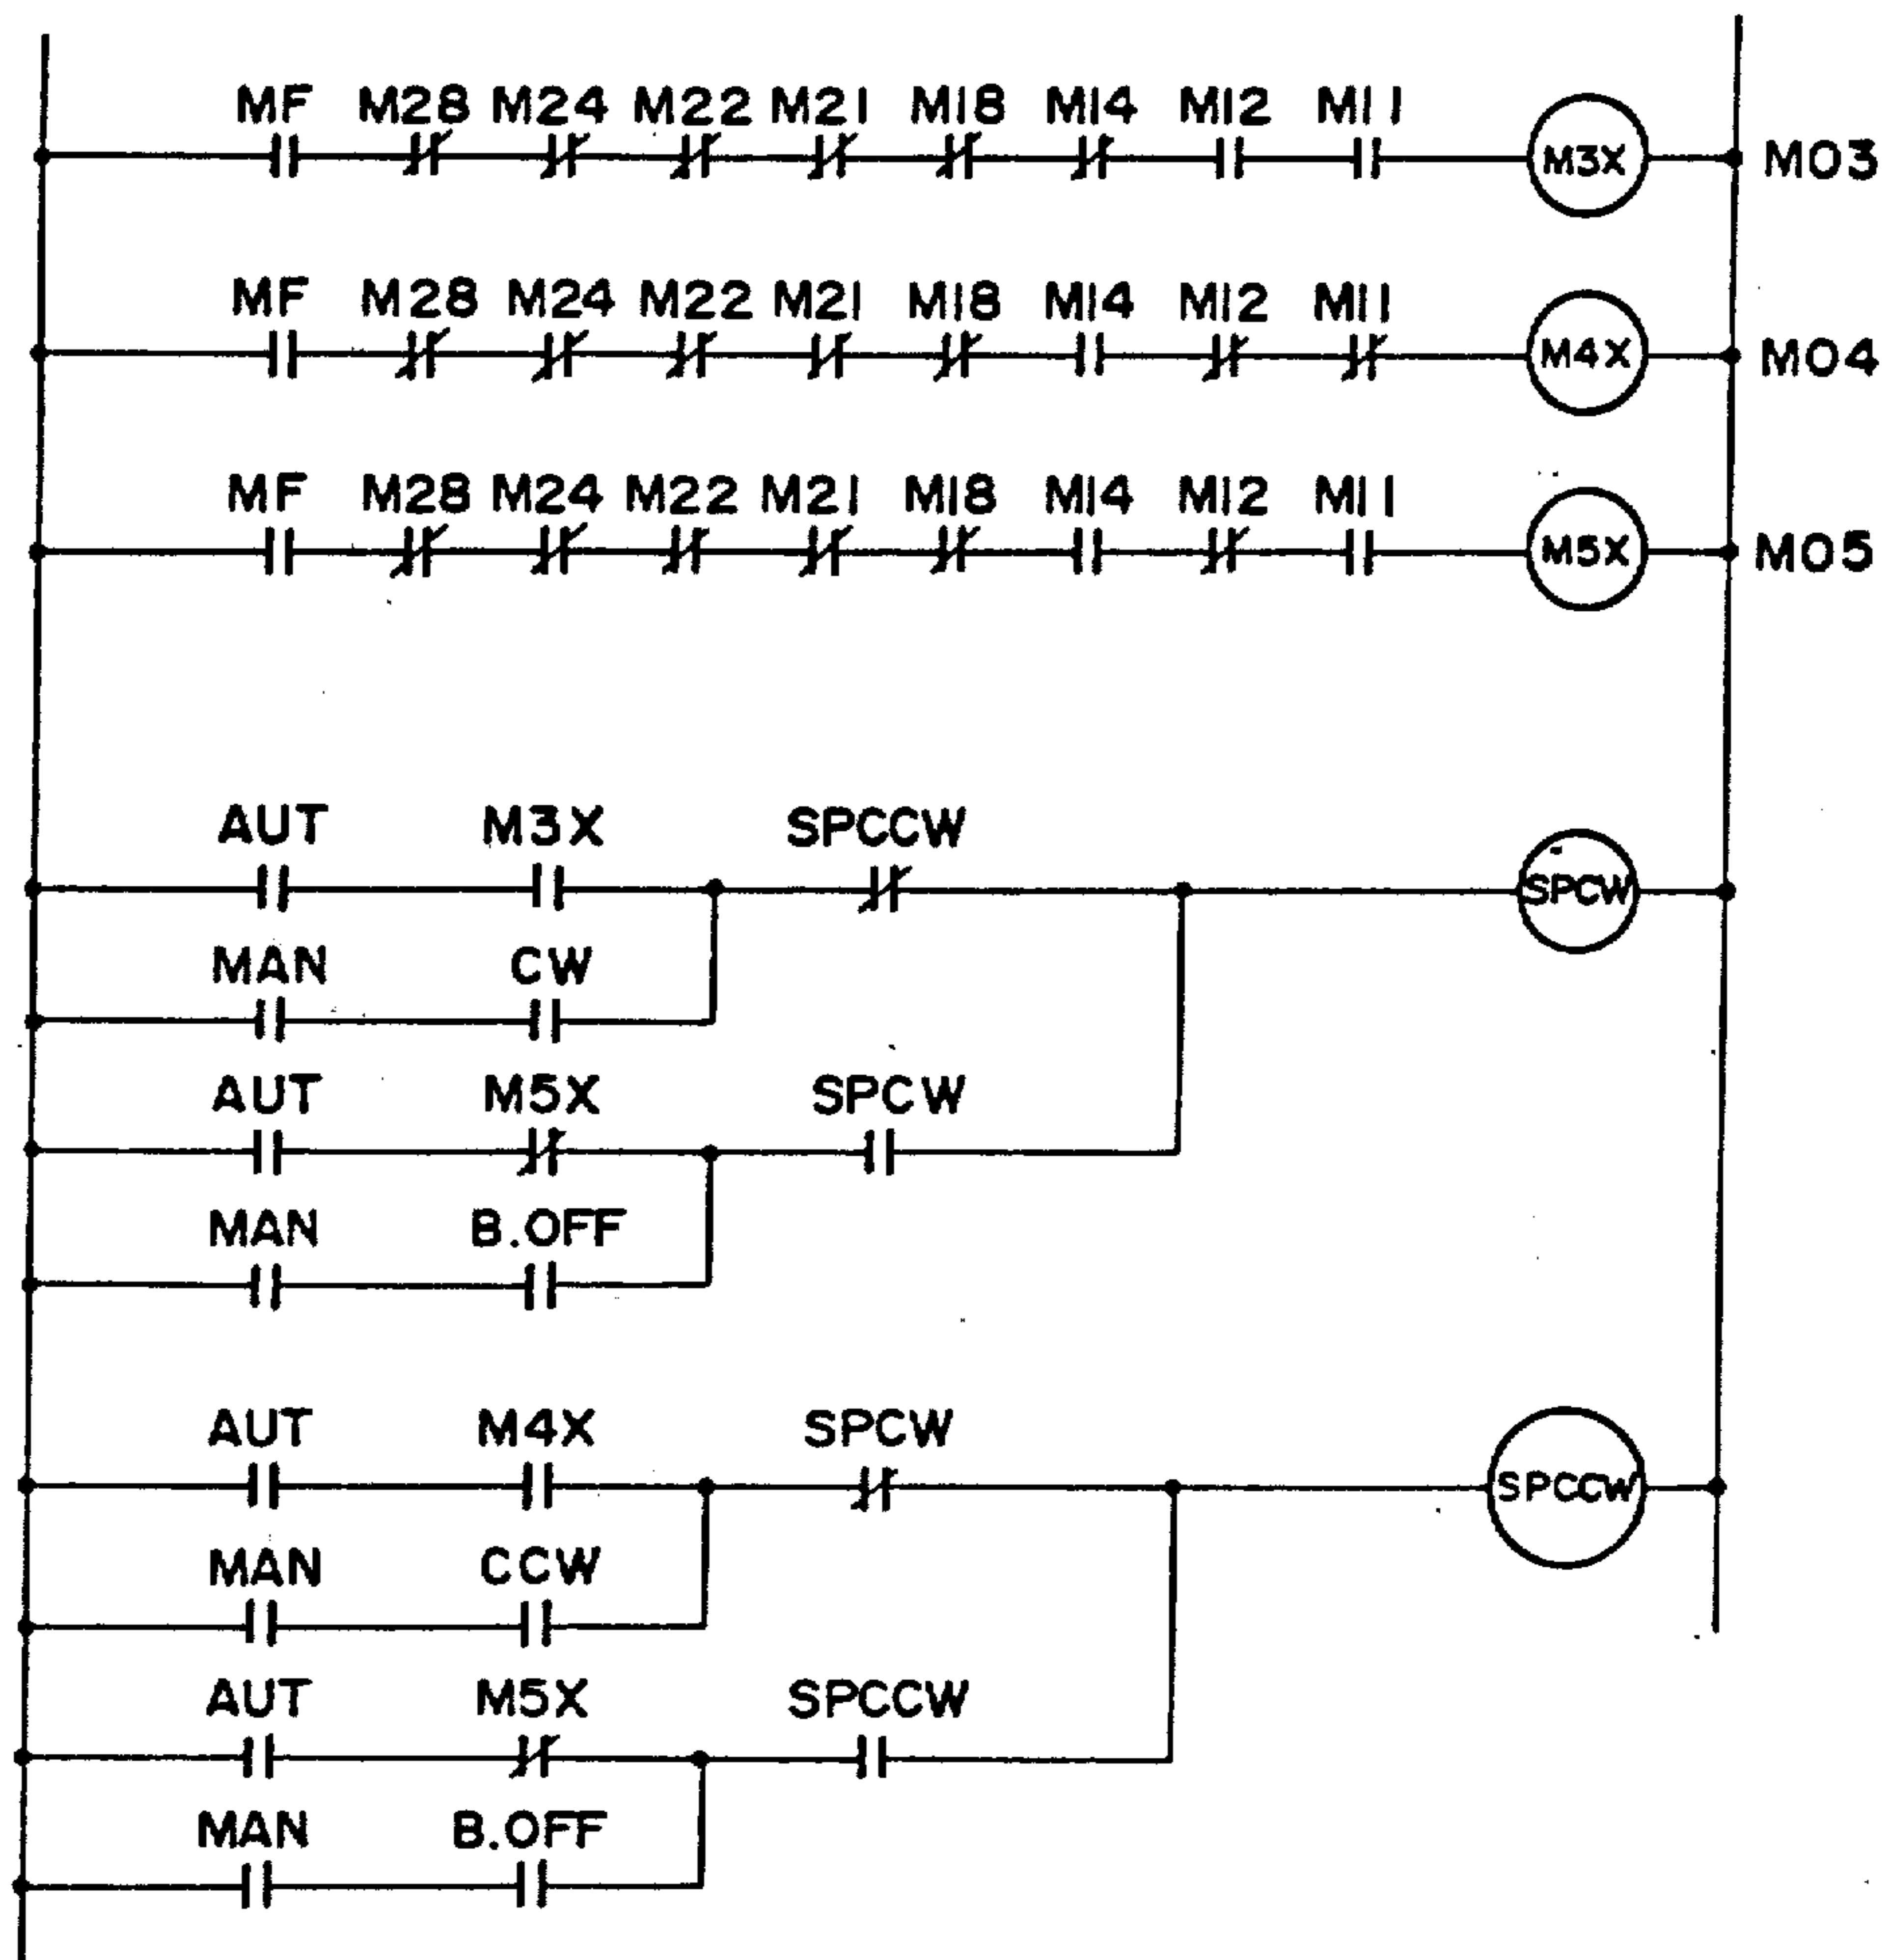 MF M28 M24 M22 M21 M18 M14 M12 M11
M3X M03
MF M28 M24 M22 M21 M18 M14 M12 M11
M4X M04
MF M28 M24 M22 M21 M18 M14 M12 M11
M5X M05
AUT M3X SPCCW
SPCW
MAN CW
AUT M5X SPCW
MAN B.OFF
AUT M4X SPCW
SPCCW
MAN CCW
AUT M5X SPCCW
MAN B.OFF